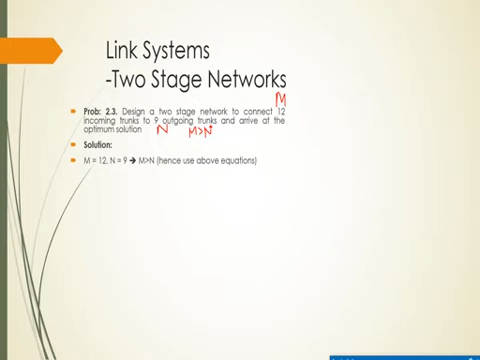 Link Systems
-Two Stage Networks
M
Prob: 2.3. Design a two stage network to connect 12
incoming trunks to 9 outgoing trunks and arrive at the
optimum solution
N M>N
Solution:
M = 12, N = 9 → M>N (hence use above equations)